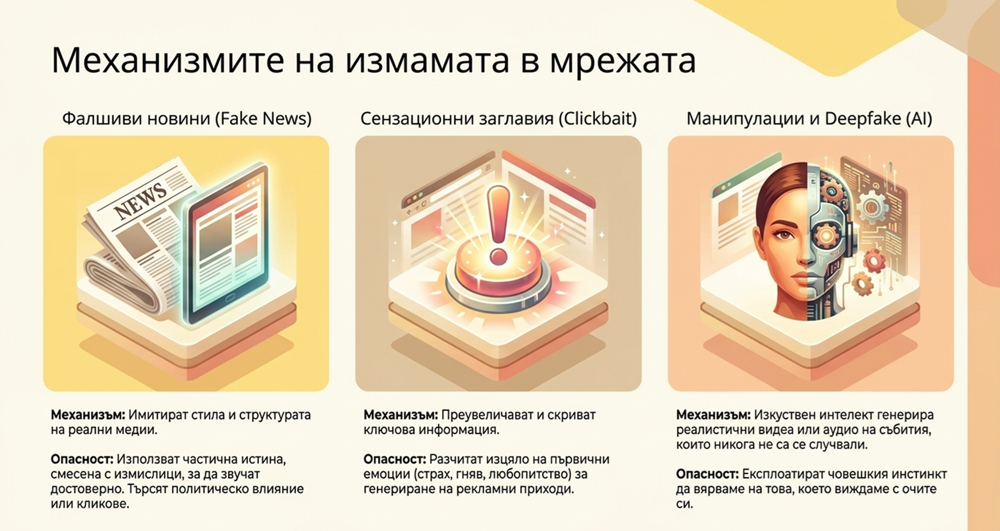 Механизмите на измамата в мрежата
Фалшиви новини (Fake News)
NEWS
Механизъм: Имитират стила и структурата
на реални медии.
Опасност: Използват частична истина,
смесена с измислици, за да звучат
достоверно. Търсят политическо влияние
или кликове.
Сензационни заглавия (Clickbait)
!
Механизъм: Преувеличават и скриват
ключова информация.
Опасност: Разчитат изцяло на първични
емоции (страх, гняв, любопитство) за
генериране на рекламни приходи.
Манипулации и Deepfake (AI)
Механизъм: Изкуствен интелект генерира
реалистични видеа или аудио на събития,
които никога не са се случвали.
Опасност: Експлоатират човешкия инстинкт
да вярваме на това, което виждаме с очите
си.